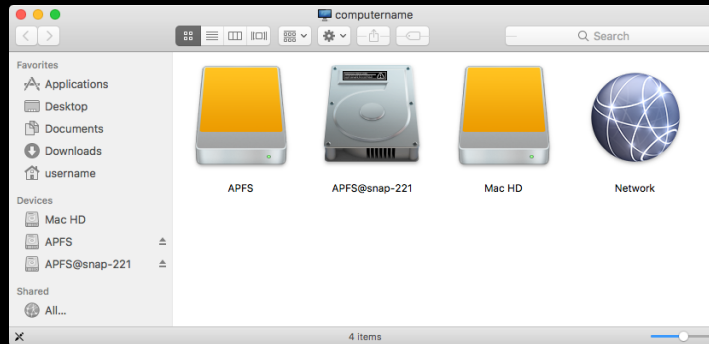 computername
Search
Favorites
Applications
Desktop
Documents
Downloads
username
Devices
Mac HD
APFS
APFS@snap-221
Shared
All...
APFS
APFS@snap-221
Mac HD
Network
4 items